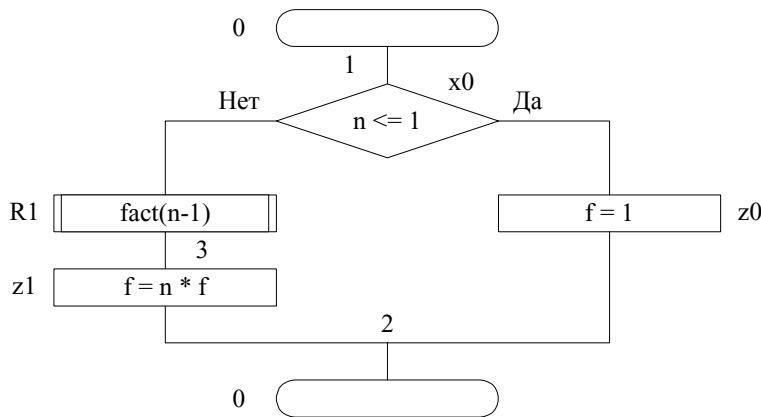 0
1
x0
Нет
Да
n <= 1
R1
fact(n-1)
f = 1
z0
3
z1
f = n * f
2
0